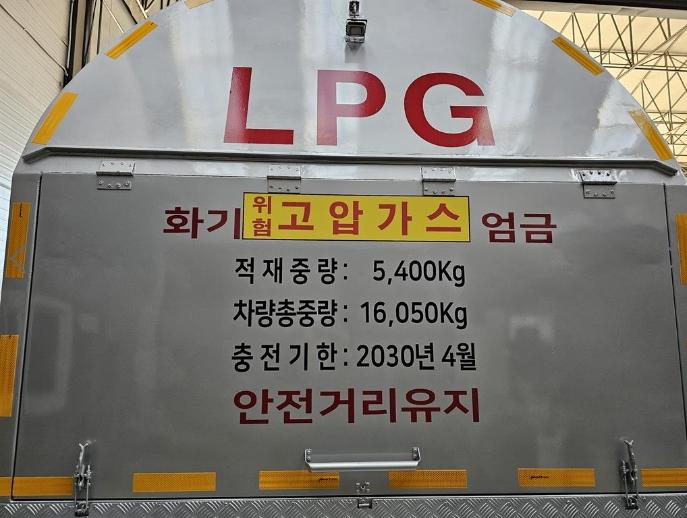 LPG
화기 위험 고압가스 엄금
적재중량 : 5,400Kg
차량총중량 : 16,050Kg
충전기한 : 2030년 4월
안전거리유지